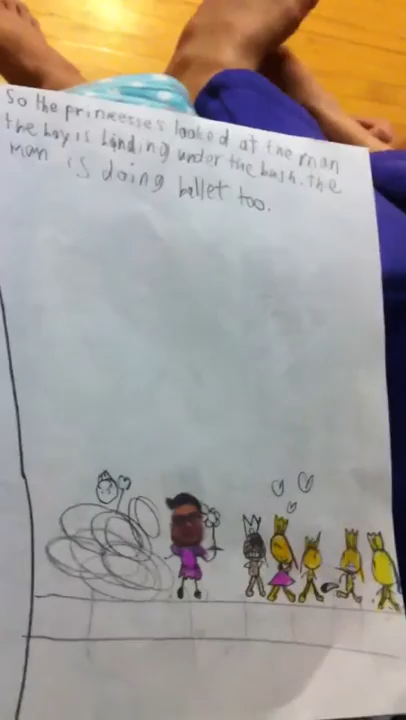 So the princesses looked at the man
the boy is hinding under the bush. the
man is doing ballet too.